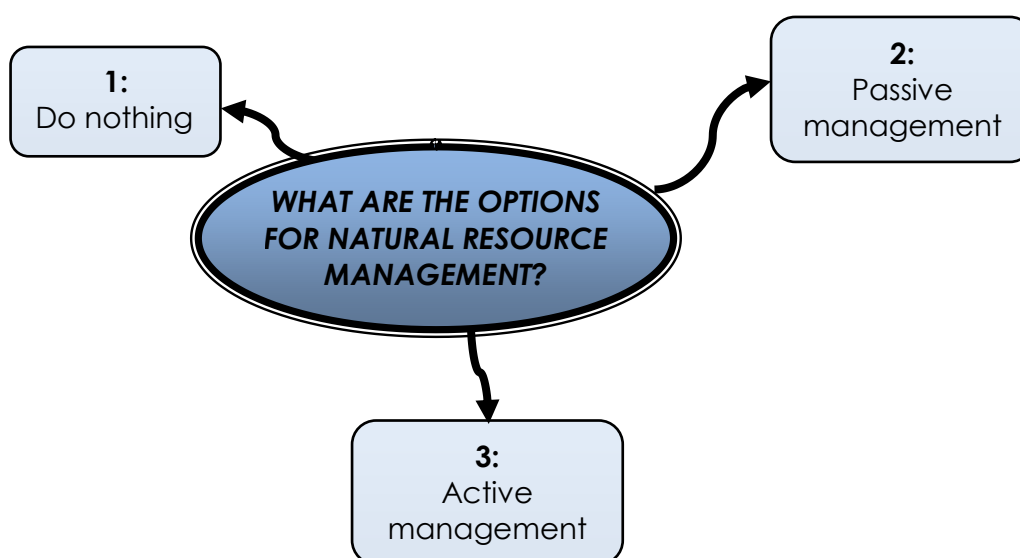 1:
Do nothing
2:
Passive
management
WHAT ARE THE OPTIONS
FOR NATURAL RESOURCE
MANAGEMENT?
3:
Active
management